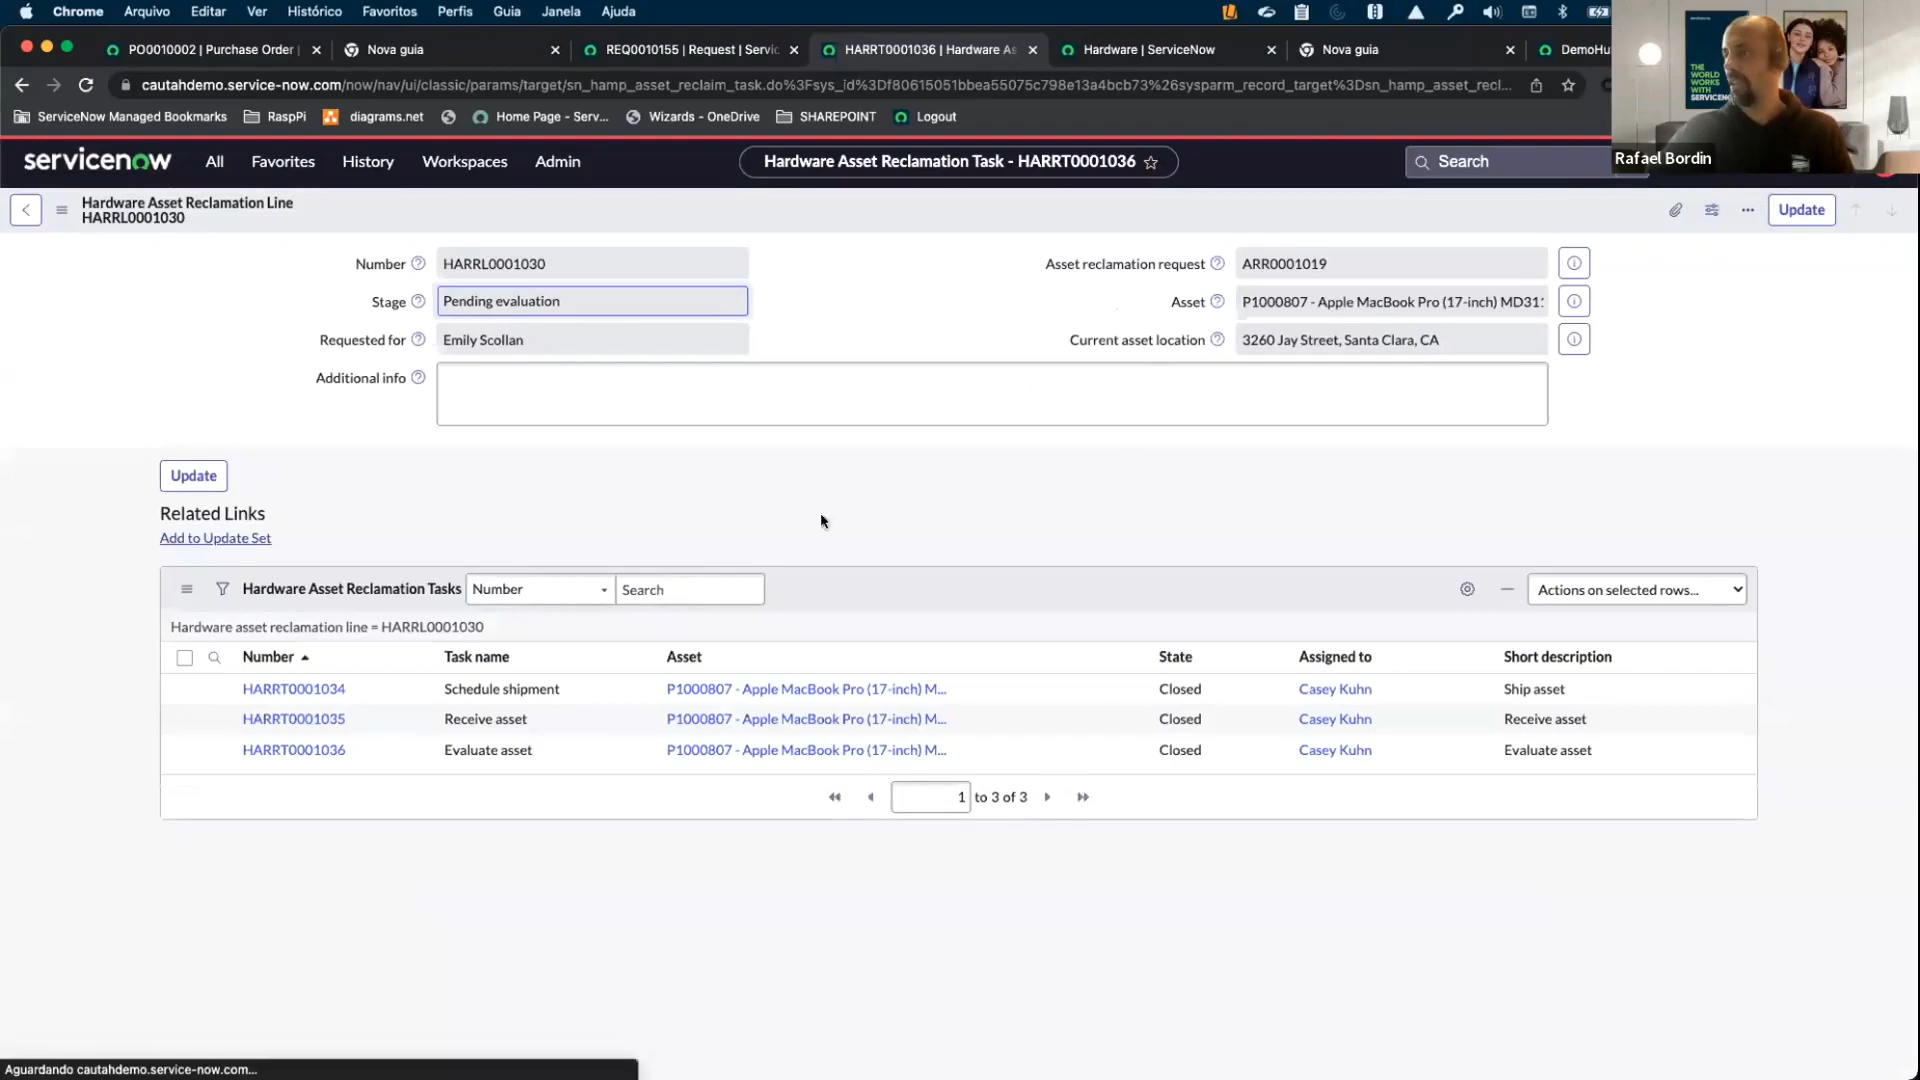 Chrome Arquivo Editar Ver Histórico Favoritos Perfis Guia Janela Ajuda
PO0010002 | Purchase Order
Nova guia
REQ0010155 | Request | Servic
HARRT0001036 | Hardware As
Hardware | ServiceNow
Nova guia
DemoHu
cautahdemo.service-now.com/now/nav/ui/classic/params/target/sn_hamp_asset_reclaim_task.do%3Fsys_id%3Df80615051bbea55075c798e13a4bcb73%26sysparm_record_target%3Dsn_hamp_asset_recl...
ServiceNow Managed Bookmarks RaspPi diagrams.net Home Page - Serv... Wizards - OneDrive SHAREPOINT Logout
THE
WORLD
WORKS
WITH
Rafael Bordin
servicenow All Favorites History Workspaces Admin
Hardware Asset Reclamation Task - HARRT0001036
Search
Hardware Asset Reclamation Line
HARRL0001030
Update
Number HARRL0001030
Asset reclamation request ARR0001019
Stage Pending evaluation
Asset P1000807 - Apple MacBook Pro (17-inch) MD31
Requested for Emily Scollan
Current asset location 3260 Jay Street, Santa Clara, CA
Additional info
Update
Related Links
Add to Update Set
Hardware Asset Reclamation Tasks Number Search Actions on selected rows...
Hardware asset reclamation line = HARRL0001030
Number Task name Asset State Assigned to Short description
HARRT0001034 Schedule shipment P1000807 - Apple MacBook Pro (17-inch) M... Closed Casey Kuhn Ship asset
HARRT0001035 Receive asset P1000807 - Apple MacBook Pro (17-inch) M... Closed Casey Kuhn Receive asset
HARRT0001036 Evaluate asset P1000807 - Apple MacBook Pro (17-inch) M... Closed Casey Kuhn Evaluate asset
1 to 3 of 3
Aguardando cautahdemo.service-now.com...